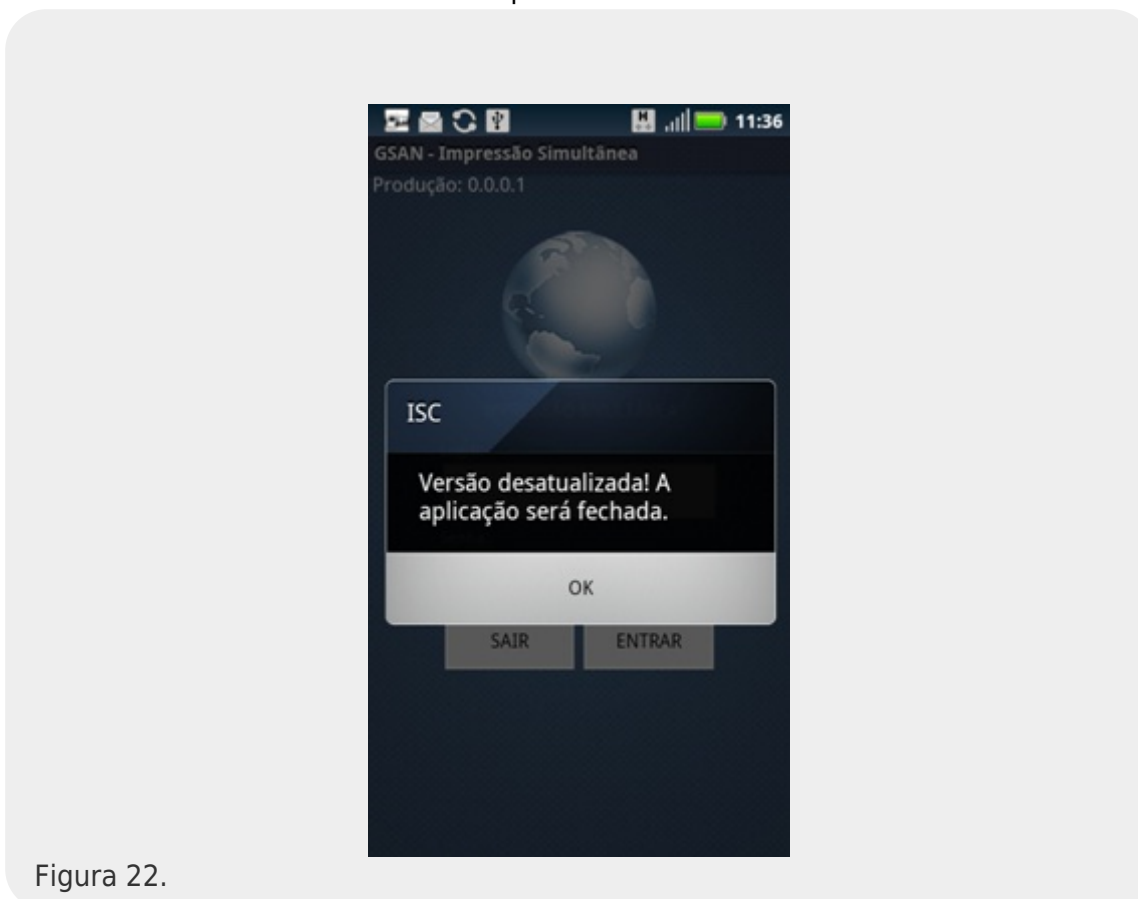 11:36
GSAN - Impressão Simultânea
Produção: 0.0.0.1
ISC
Versão desatualizada! A
aplicação será fechada.
OK
SAIR ENTRAR
Figura 22.